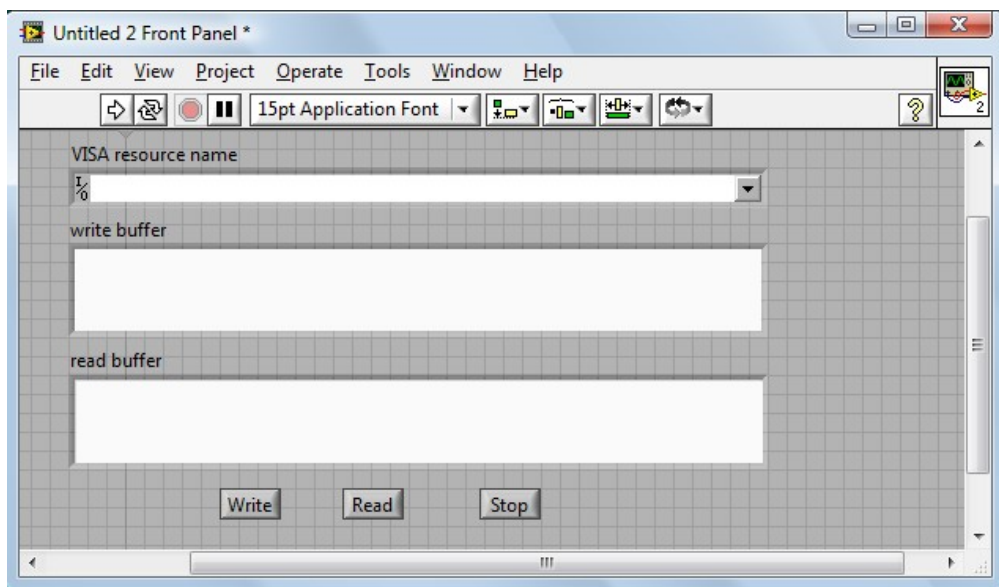 Untitled 2 Front Panel *
File Edit View Project Operate Tools Window Help
15pt Application Font
2
VISA resource name
I/O
write buffer
read buffer
Write Read Stop